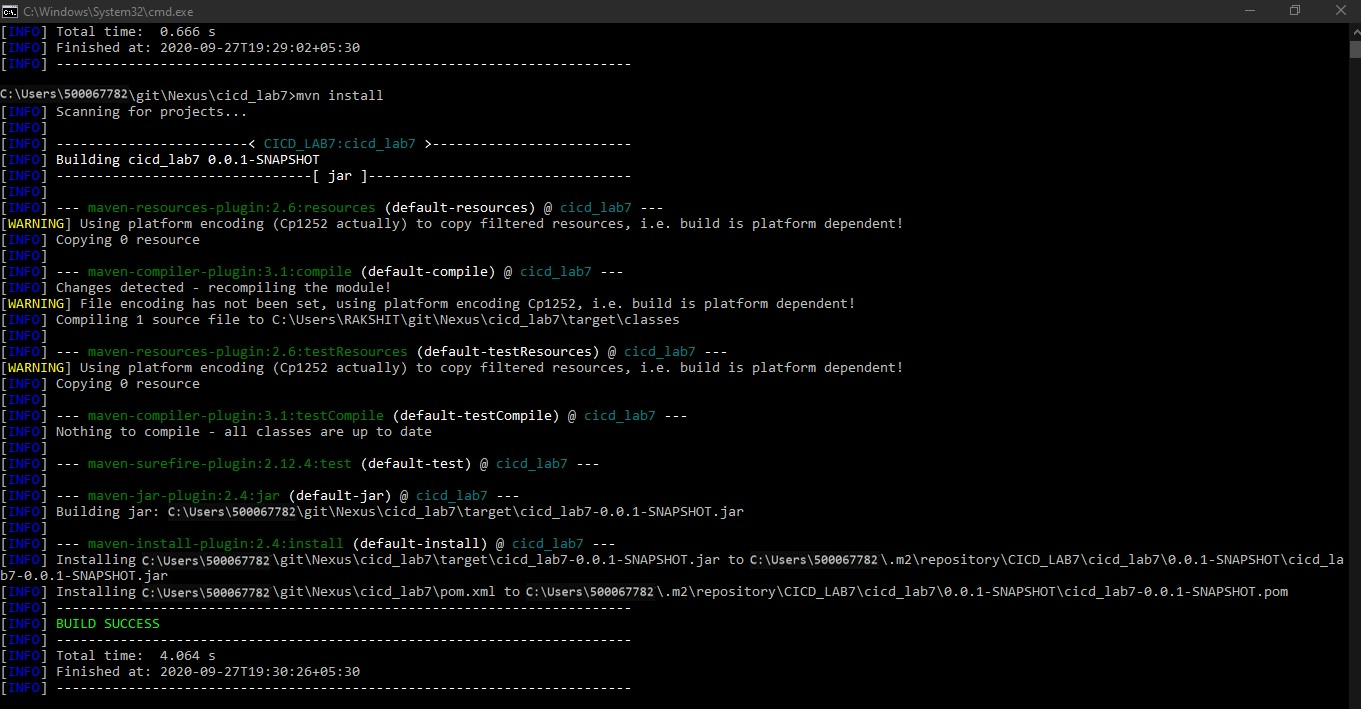 C:\Windows\System32\cmd.exe
[INFO] Total time:  0.666 s
[INFO] Finished at: 2020-09-27T19:29:02+05:30
[INFO] ------------------------------------------------------------------------
C:\Users\500067782\git\Nexus\cicd_lab7>mvn install
[INFO] Scanning for projects...
[INFO]
[INFO] ------------------------< CICD_LAB7:cicd_lab7 >-------------------------
[INFO] Building cicd_lab7 0.0.1-SNAPSHOT
[INFO] --------------------------------[ jar ]---------------------------------
[INFO]
[INFO] --- maven-resources-plugin:2.6:resources (default-resources) @ cicd_lab7 ---
[WARNING] Using platform encoding (Cp1252 actually) to copy filtered resources, i.e. build is platform dependent!
[INFO] Copying 0 resource
[INFO]
[INFO] --- maven-compiler-plugin:3.1:compile (default-compile) @ cicd_lab7 ---
[INFO] Changes detected - recompiling the module!
[WARNING] File encoding has not been set, using platform encoding Cp1252, i.e. build is platform dependent!
[INFO] Compiling 1 source file to C:\Users\RAKSHIT\git\Nexus\cicd_lab7\target\classes
[INFO]
[INFO] --- maven-resources-plugin:2.6:testResources (default-testResources) @ cicd_lab7 ---
[WARNING] Using platform encoding (Cp1252 actually) to copy filtered resources, i.e. build is platform dependent!
[INFO] Copying 0 resource
[INFO]
[INFO] --- maven-compiler-plugin:3.1:testCompile (default-testCompile) @ cicd_lab7 ---
[INFO] Nothing to compile - all classes are up to date
[INFO]
[INFO] --- maven-surefire-plugin:2.12.4:test (default-test) @ cicd_lab7 ---
[INFO]
[INFO] --- maven-jar-plugin:2.4:jar (default-jar) @ cicd_lab7 ---
[INFO] Building jar: C:\Users\500067782\git\Nexus\cicd_lab7\target\cicd_lab7-0.0.1-SNAPSHOT.jar
[INFO]
[INFO] --- maven-install-plugin:2.4:install (default-install) @ cicd_lab7 ---
[INFO] Installing C:\Users\500067782\git\Nexus\cicd_lab7\target\cicd_lab7-0.0.1-SNAPSHOT.jar to C:\Users\500067782\.m2\repository\CICD_LAB7\cicd_lab7\0.0.1-SNAPSHOT\cicd_la
b7-0.0.1-SNAPSHOT.jar
[INFO] Installing C:\Users\500067782\git\Nexus\cicd_lab7\pom.xml to C:\Users\500067782\.m2\repository\CICD_LAB7\cicd_lab7\0.0.1-SNAPSHOT\cicd_lab7-0.0.1-SNAPSHOT.pom
[INFO] ------------------------------------------------------------------------
[INFO] BUILD SUCCESS
[INFO] ------------------------------------------------------------------------
[INFO] Total time:  4.064 s
[INFO] Finished at: 2020-09-27T19:30:26+05:30
[INFO] ------------------------------------------------------------------------